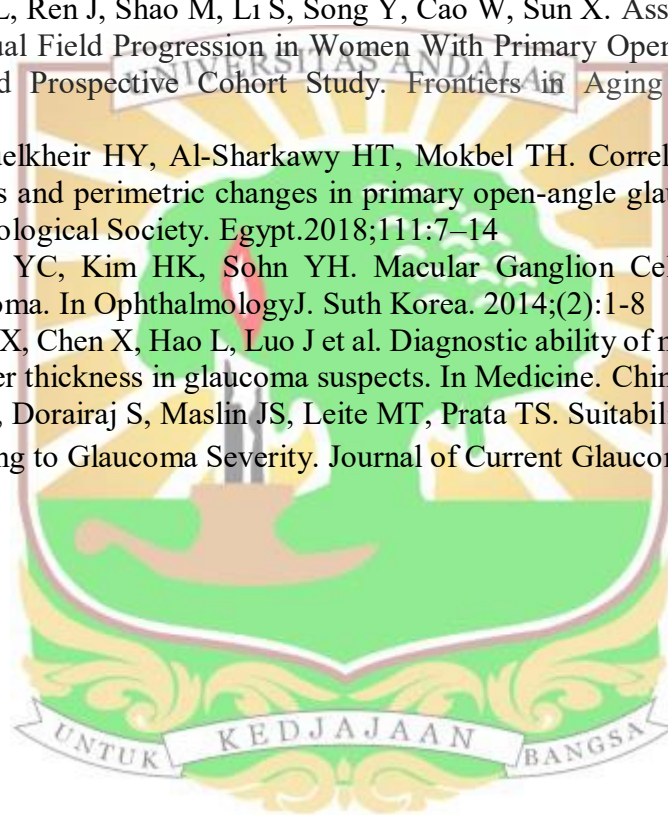 L, Ren J, Shao M, Li S, Song Y, Cao W, Sun X. Ass
ual Field Progression in Women With Primary Open
d Prospective Cohort Study. Frontiers in Aging
UNIVERSITAS ANDALAS
uelkheir HY, Al-Sharkawy HT, Mokbel TH. Correl
s and perimetric changes in primary open-angle glau
ological Society. Egypt.2018;111:7–14
YC, Kim HK, Sohn YH. Macular Ganglion Cel
oma. In OphthalmologyJ. Suth Korea. 2014;(2):1-8
X, Chen X, Hao L, Luo J et al. Diagnostic ability of
er thickness in glaucoma suspects. In Medicine. Chin
, Dorairaj S, Maslin JS, Leite MT, Prata TS. Suitabil
ng to Glaucoma Severity. Journal of Current Glauco
UNTUK KEDJAJAAN BANGSA